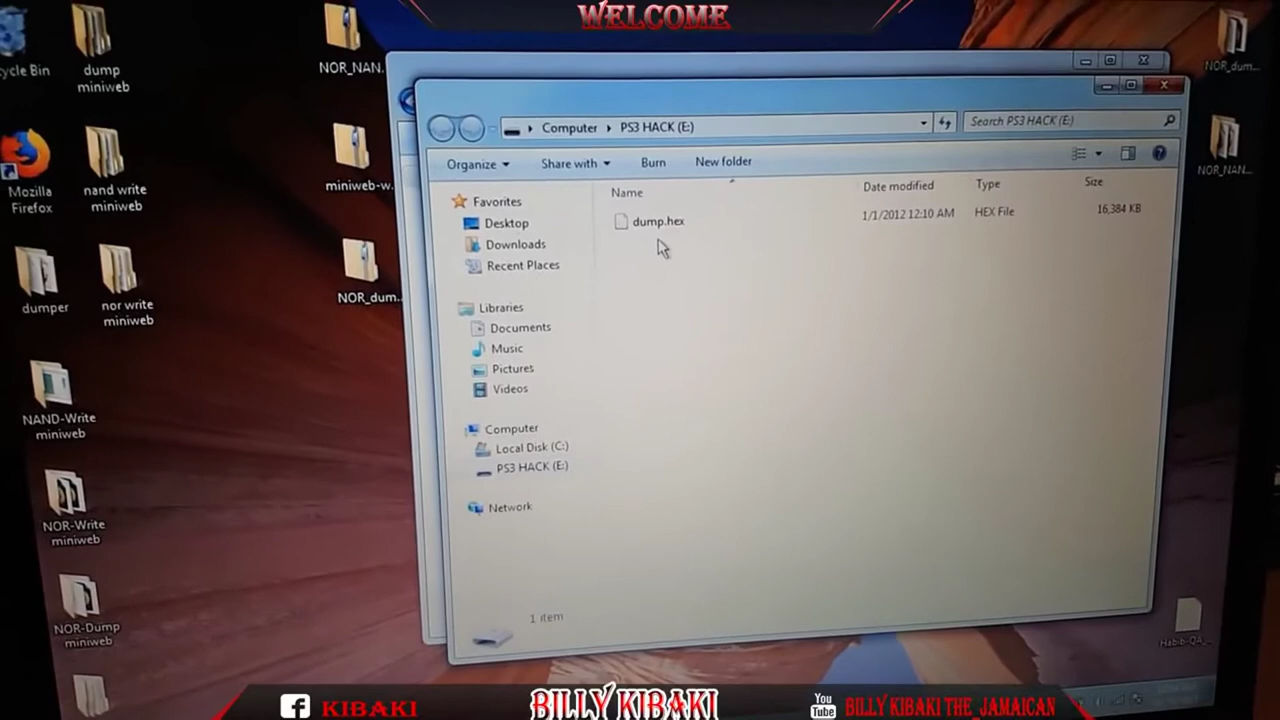 WELCOME
cycle Bin
dump
miniweb
NOR_NAN.
NOR_dum...
Mozilla
Firefox
nand write
miniweb
miniweb-w.
NOR_NAN...
dumper
nor write
miniweb
NOR_dum..
NAND-Write
miniweb
NOR-Write
miniweb
NOR-Dump
miniweb
Computer
PS3 HACK (E:)
Search PS3 HACK (E:)
Organize
Share with
Burn
New folder
Name
Date modified
Type
Size
dump.hex
1/1/2012 12:10 AM
HEX File
16,384 KB
Favorites
Desktop
Downloads
Recent Places
Libraries
Documents
Music
Pictures
Videos
Computer
Local Disk (C:)
PS3 HACK (E:)
Network
1 item
Habib-QA_...
KIBAKI
BILLY KIBAKI
You
Tube
BILLY KIBAKI THE_JAMAICAN